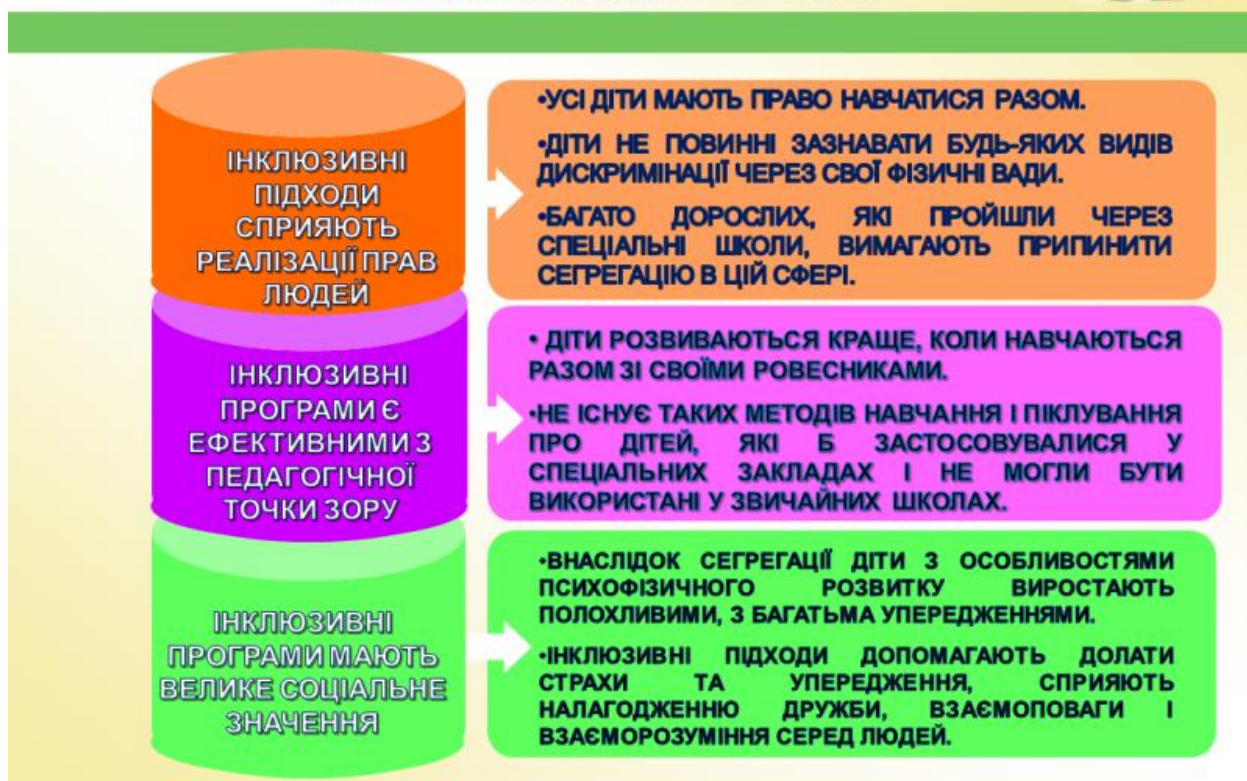 ІНКЛЮЗИВНІ
ПІДХОДИ
СПРИЯЮТЬ
РЕАЛІЗАЦІЇ ПРАВ
ЛЮДЕЙ
•УСІ ДІТИ МАЮТЬ ПРАВО НАВЧАТИСЯ РАЗОМ.
•ДІТИ НЕ ПОВИННІ ЗАЗНАВАТИ БУДЬ-ЯКИХ ВИДІВ
ДИСКРИМІНАЦІЇ ЧЕРЕЗ СВОЇ ФІЗИЧНІ ВАДИ.
•БАГАТО ДОРОСЛИХ, ЯКІ ПРОЙШЛИ ЧЕРЕЗ
СПЕЦІАЛЬНІ ШКОЛИ, ВИМАГАЮТЬ ПРИПИНИТИ
СЕГРЕГАЦІЮ В ЦІЙ СФЕРІ.
ІНКЛЮЗИВНІ
ПРОГРАМИ Є
ЕФЕКТИВНИМИ З
ПЕДАГОГІЧНОЇ
ТОЧКИ ЗОРУ
• ДІТИ РОЗВИВАЮТЬСЯ КРАЩЕ, КОЛИ НАВЧАЮТЬСЯ
РАЗОМ ЗІ СВОЇМИ РОВЕСНИКАМИ.
•НЕ ІСНУЄ ТАКИХ МЕТОДІВ НАВЧАННЯ І ПІКЛУВАННЯ
ПРО ДІТЕЙ, ЯКІ Б ЗАСТОСОВУВАЛИСЯ У
СПЕЦІАЛЬНИХ ЗАКЛАДАХ І НЕ МОГЛИ БУТИ
ВИКОРИСТАНІ У ЗВИЧАЙНИХ ШКОЛАХ.
ІНКЛЮЗИВНІ
ПРОГРАМИ МАЮТЬ
ВЕЛИКЕ СОЦІАЛЬНЕ
ЗНАЧЕННЯ
•ВНАСЛІДОК СЕГРЕГАЦІЇ ДІТИ З ОСОБЛИВОСТЯМИ
ПСИХОФІЗИЧНОГО РОЗВИТКУ ВИРОСТАЮТЬ
ПОЛОХЛИВИМИ, З БАГАТЬМА УПЕРЕДЖЕННЯМИ.
•ІНКЛЮЗИВНІ ПІДХОДИ ДОПОМАГАЮТЬ ДОЛАТИ
СТРАХИ ТА УПЕРЕДЖЕННЯ, СПРИЯЮТЬ
НАЛАГОДЖЕННЮ ДРУЖБИ, ВЗАЄМОПОВАГИ І
ВЗАЄМОРОЗУМІННЯ СЕРЕД ЛЮДЕЙ.